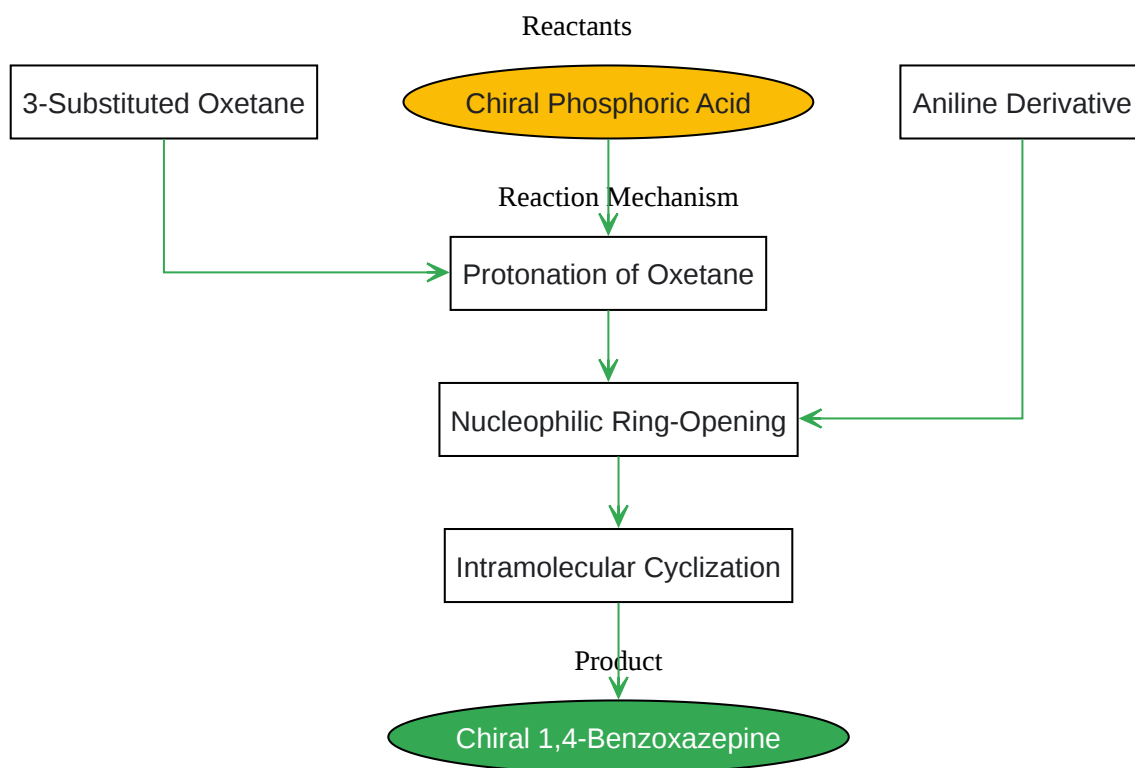 Reactants
3-Substituted Oxetane
Chiral Phosphoric Acid
Aniline Derivative
Reaction Mechanism
Protonation of Oxetane
Nucleophilic Ring-Opening
Intramolecular Cyclization
Product
Chiral 1,4-Benzoxazepine